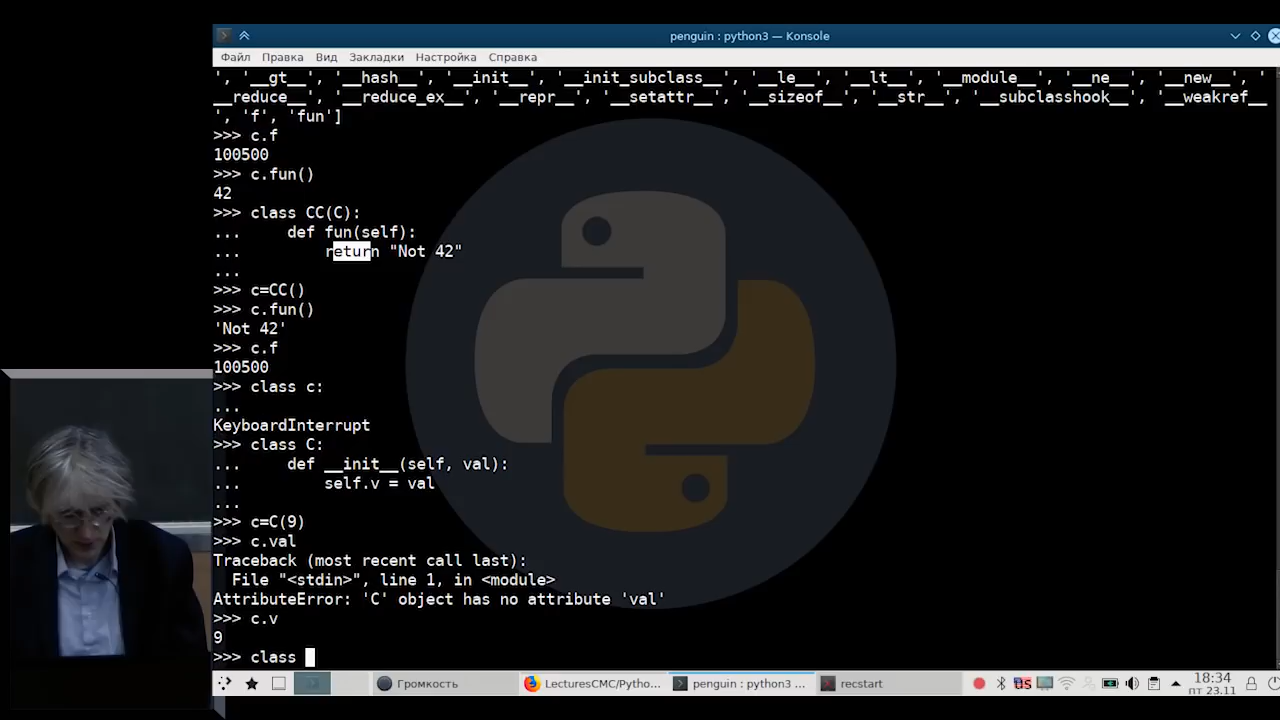 penguin : python3 — Konsole
Файл Правка Вид Закладки Настройка Справка
', '__gt__', '__hash__', '__init__', '__init_subclass__', '__le__', '__lt__', '__module__', '__ne__', '__new__', '
__reduce__', '__reduce_ex__', '__repr__', '__setattr__', '__sizeof__', '__str__', '__subclasshook__', '__weakref__
', 'f', 'fun']
>>> c.f
100500
>>> c.fun()
42
>>> class CC(C):
...     def fun(self):
...         return "Not 42"
...
>>> c=CC()
>>> c.fun()
'Not 42'
>>> c.f
100500
>>> class c:
...
KeyboardInterrupt
>>> class C:
...     def __init__(self, val):
...         self.v = val
...
>>> c=C(9)
>>> c.val
Traceback (most recent call last):
  File "<stdin>", line 1, in <module>
AttributeError: 'C' object has no attribute 'val'
>>> c.v
9
>>> class
Громкость LecturesCMC/Pytho... penguin : python3 ... recstart us 18:34
пт 23.11